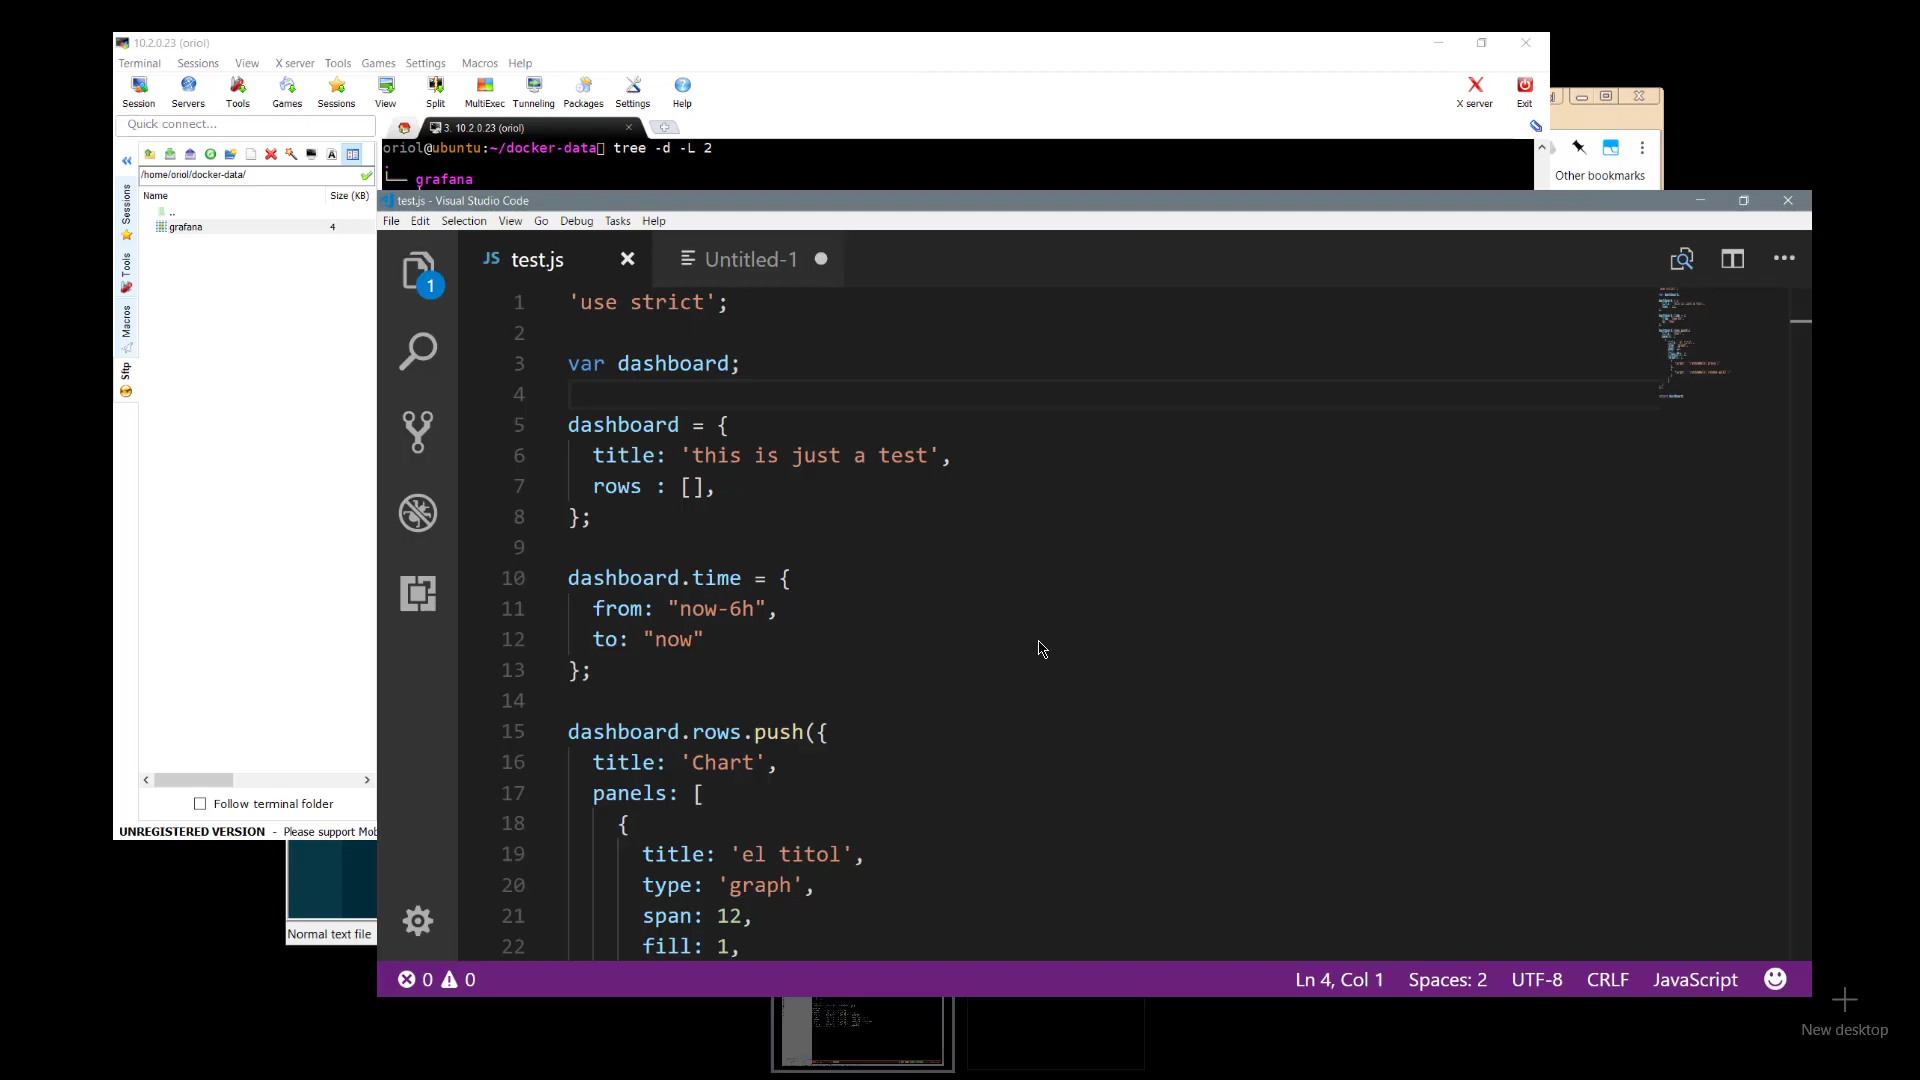 10.2.0.23 (oriol)
Terminal Sessions View X server Tools Games Settings Macros Help
Session Servers Tools Games Sessions View Split MultiExec Tunneling Packages Settings Help X server Exit
Quick connect...
3. 10.2.0.23 (oriol)
oriol@ubuntu:~/docker-data tree -d -L 2
.
└── grafana
Other bookmarks
/home/oriol/docker-data/
Name Size (KB)
..
grafana 4
Sessions
Tools
Macros
Sftp
Follow terminal folder
UNREGISTERED VERSION - Please support Mob
Normal text file
test.js - Visual Studio Code
File Edit Selection View Go Debug Tasks Help
1
JS test.js Untitled-1
1 'use strict';
2
3 var dashboard;
4
5 dashboard = {
6 title: 'this is just a test',
7 rows : [],
8 };
9
10 dashboard.time = {
11 from: "now-6h",
12 to: "now"
13 };
14
15 dashboard.rows.push({
16 title: 'Chart',
17 panels: [
18 {
19 title: 'el titol',
20 type: 'graph',
21 span: 12,
22 fill: 1,
0 0 Ln 4, Col 1 Spaces: 2 UTF-8 CRLF JavaScript
New desktop